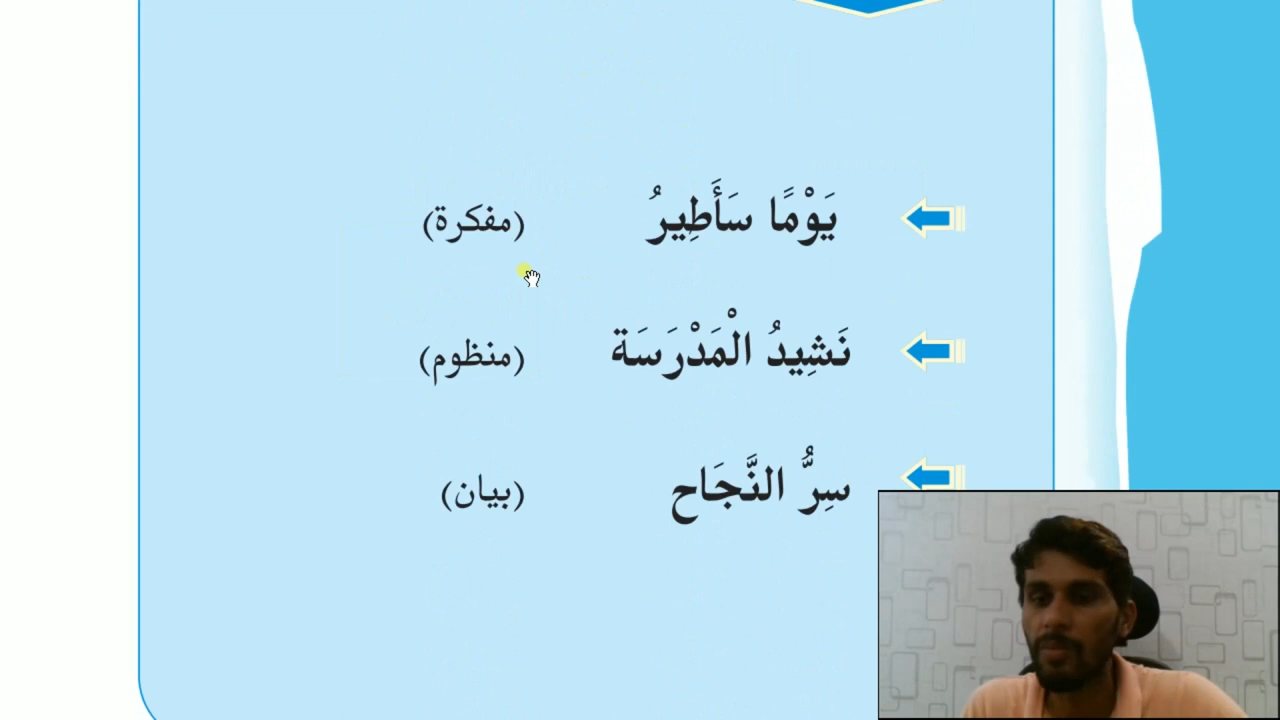 يَوْمًا سَأَطِيرُ (مفكرة)
نَشِيدُ الْمَدْرَسَة (منظوم)
سِرُّ النَّجَاح (بيان)